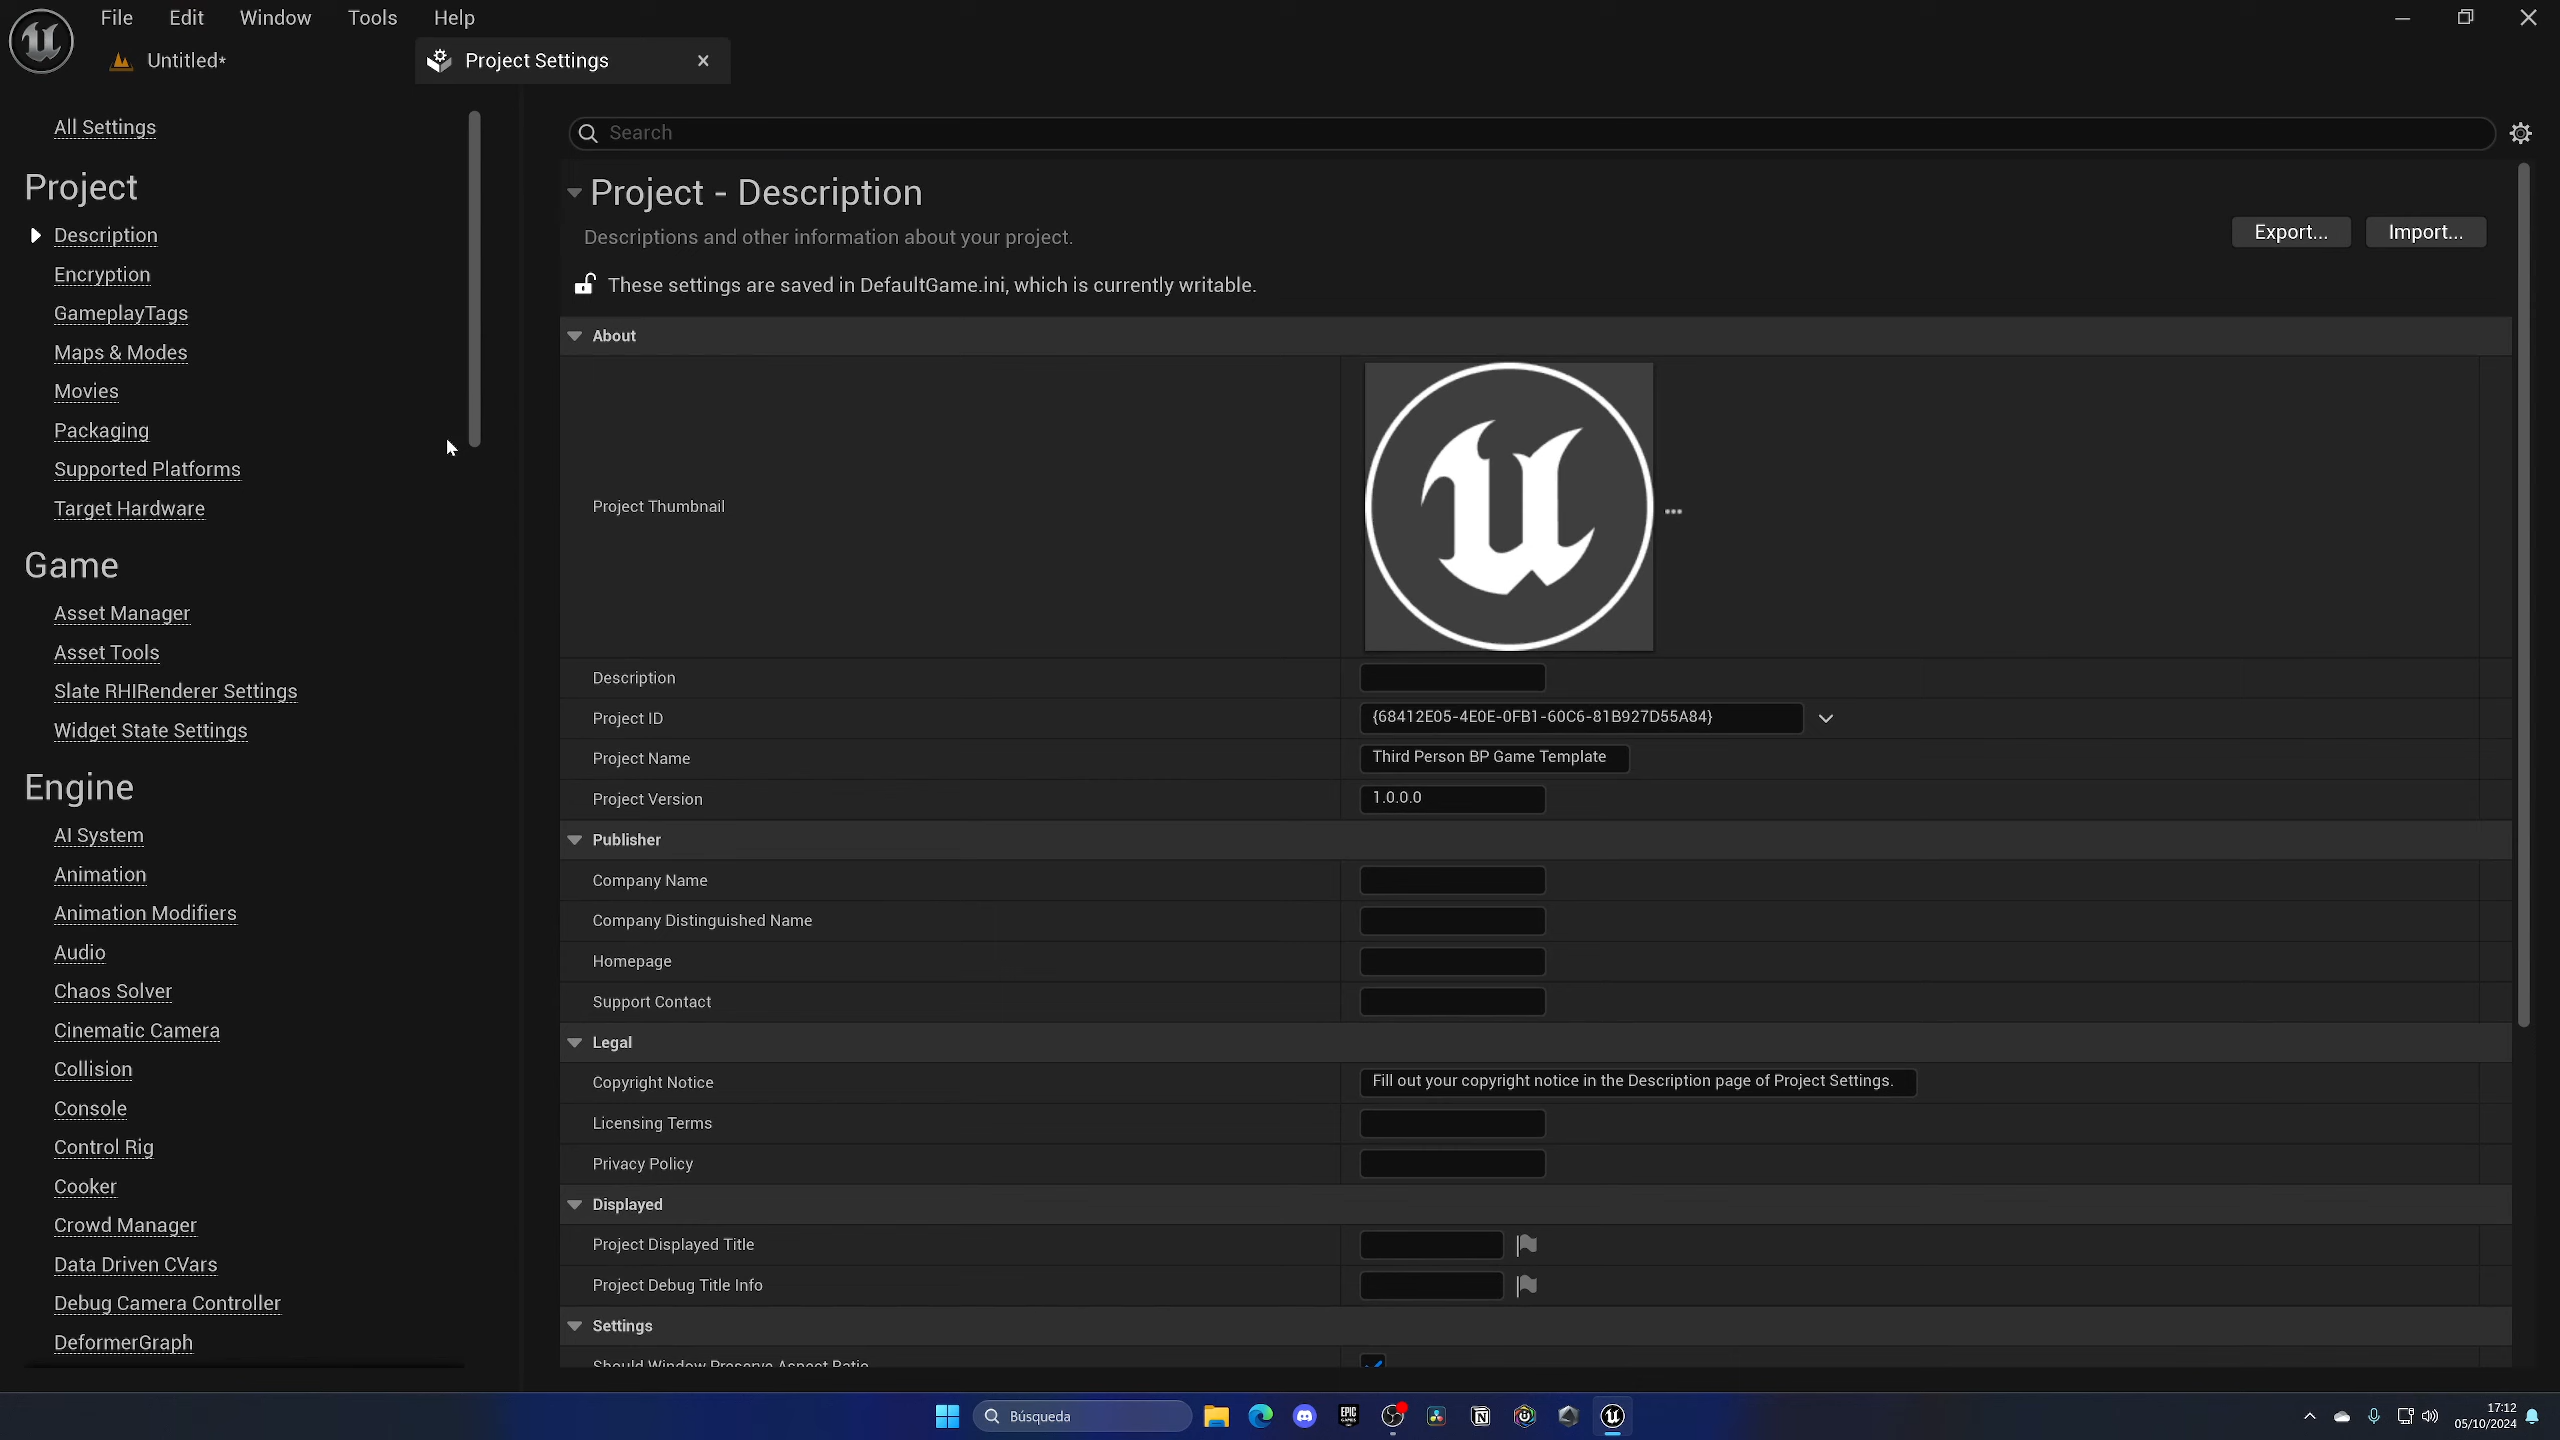 File Edit Window Tools Help
Untitled*
Project Settings
All Settings
Project
Description
Encryption
GameplayTags
Maps & Modes
Movies
Packaging
Supported Platforms
Target Hardware
Game
Asset Manager
Asset Tools
Slate RHIRenderer Settings
Widget State Settings
Engine
AI System
Animation
Animation Modifiers
Audio
Chaos Solver
Cinematic Camera
Collision
Console
Control Rig
Cooker
Crowd Manager
Data Driven CVars
Debug Camera Controller
DeformerGraph
Search
Project - Description
Descriptions and other information about your project.
Export... Import...
These settings are saved in DefaultGame.ini, which is currently writable.
About
Project Thumbnail
Description
Project ID {68412E05-4E0E-0FB1-60C6-81B927D55A84}
Project Name Third Person BP Game Template
Project Version 1.0.0.0
Publisher
Company Name
Company Distinguished Name
Homepage
Support Contact
Legal
Copyright Notice Fill out your copyright notice in the Description page of Project Settings.
Licensing Terms
Privacy Policy
Displayed
Project Displayed Title
Project Debug Title Info
Settings
Should Window Preserve Aspect Ratio
Búsqueda
EPIC GAMES
17:12
05/10/2024